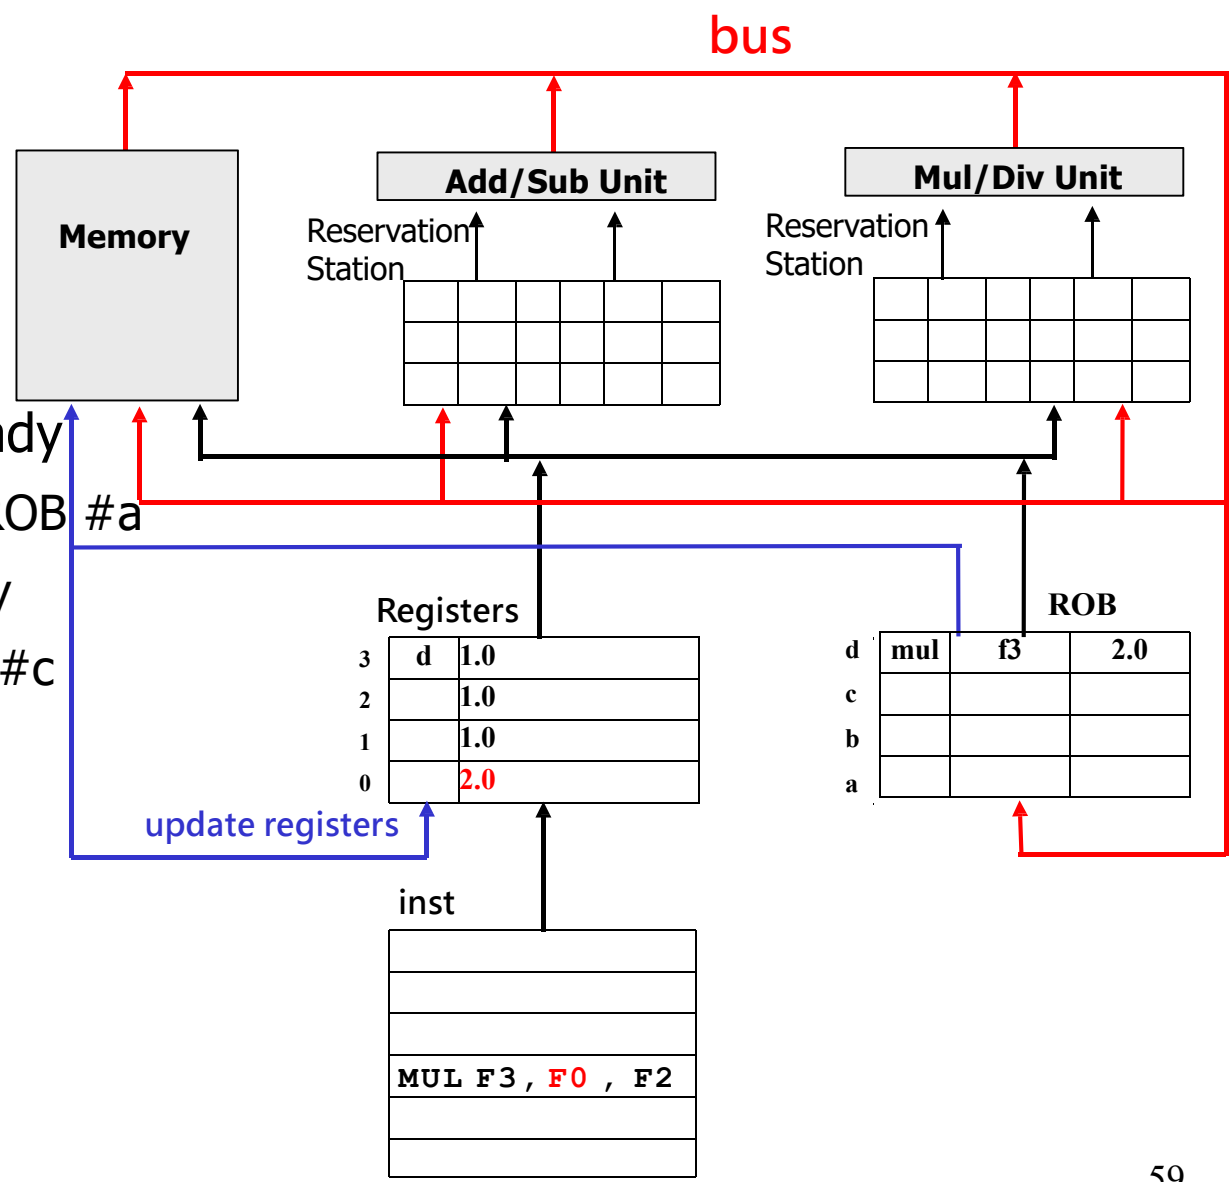 bus
Memory
Add/Sub Unit
Mul/Div Unit
Reservation
Station
Reservation
Station
#a
#c
Registers
3 d 1.0
2 1.0
1 1.0
0 2.0
ROB
d mul f3 2.0
c
b
a
update registers
inst
MUL F3, F0 , F2